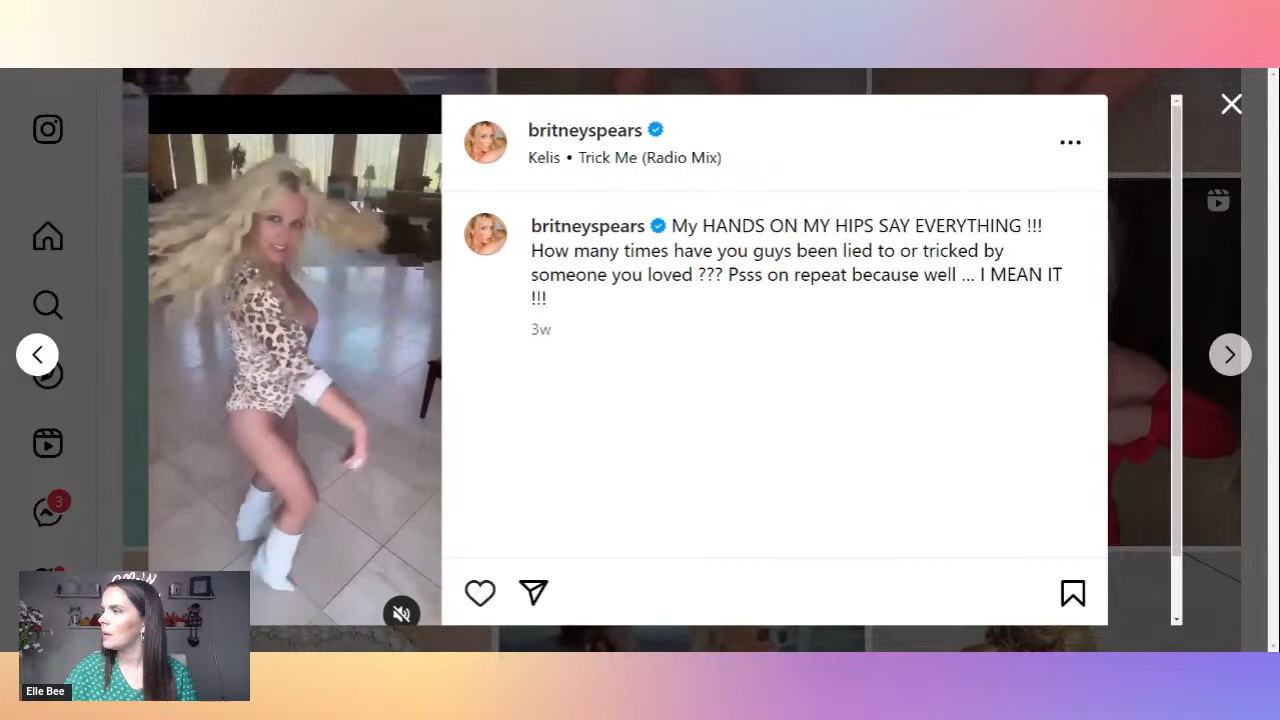 britneyspears
Kelis • Trick Me (Radio Mix)
britneyspears My HANDS ON MY HIPS SAY EVERYTHING !!!
How many times have you guys been lied to or tricked by
someone you loved ??? Psss on repeat because well ... I MEAN IT
!!!
3w
3
Elle Bee